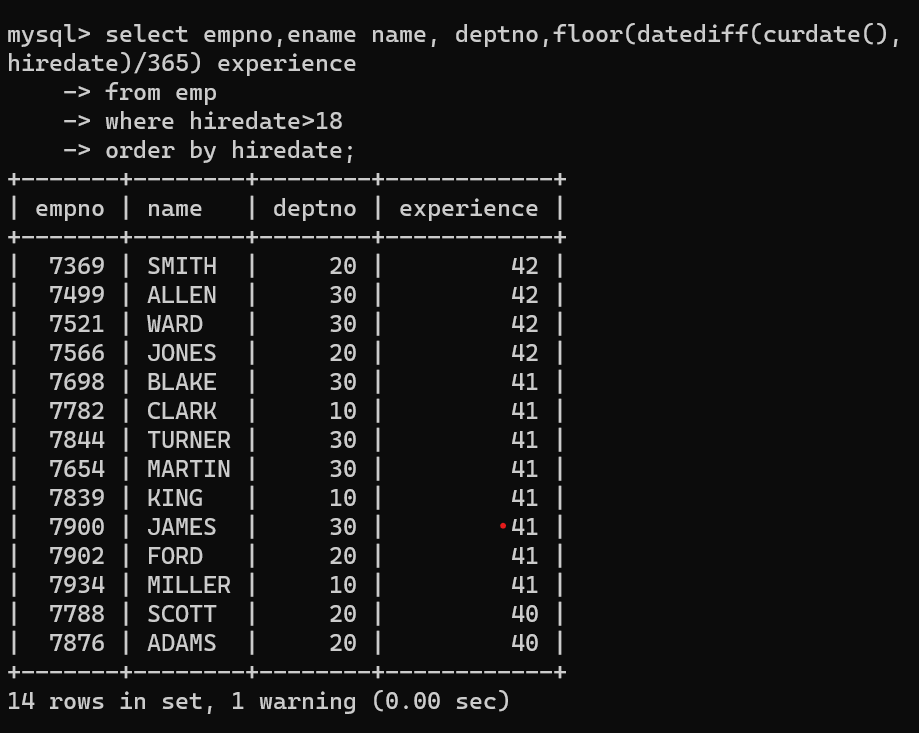 mysql> select empno,ename name, deptno,floor(datediff(curdate(),
hiredate)/365) experience
    -> from emp
    -> where hiredate>18
    -> order by hiredate;
+-------+--------+--------+------------+
| empno | name   | deptno | experience |
+-------+--------+--------+------------+
|  7369 | SMITH  |     20 |         42 |
|  7499 | ALLEN  |     30 |         42 |
|  7521 | WARD   |     30 |         42 |
|  7566 | JONES  |     20 |         42 |
|  7698 | BLAKE  |     30 |         41 |
|  7782 | CLARK  |     10 |         41 |
|  7844 | TURNER |     30 |         41 |
|  7654 | MARTIN |     30 |         41 |
|  7839 | KING   |     10 |         41 |
|  7900 | JAMES  |     30 |         41 |
|  7902 | FORD   |     20 |         41 |
|  7934 | MILLER |     10 |         41 |
|  7788 | SCOTT  |     20 |         40 |
|  7876 | ADAMS  |     20 |         40 |
+-------+--------+--------+------------+
14 rows in set, 1 warning (0.00 sec)